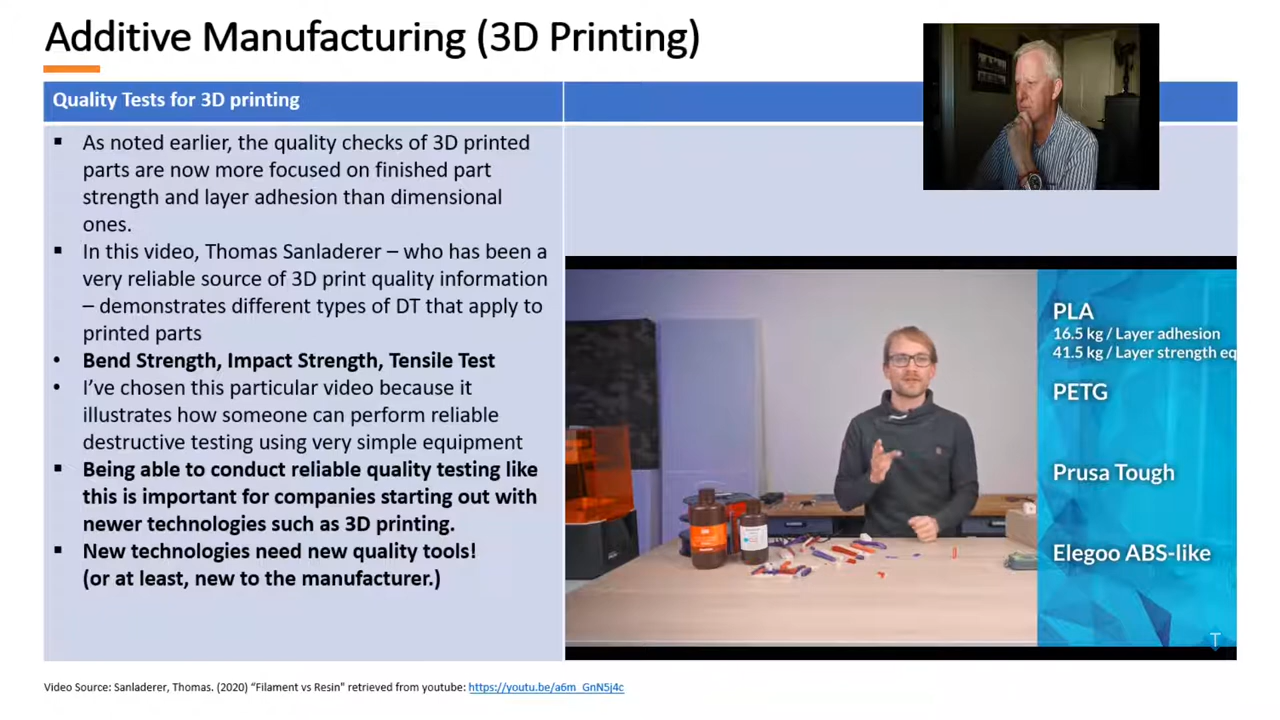 Additive Manufacturing (3D Printing)
Quality Tests for 3D printing
▪ As noted earlier, the quality checks of 3D printed
parts are now more focused on finished part
strength and layer adhesion than dimensional
ones.
▪ In this video, Thomas Sanladerer – who has been a
very reliable source of 3D print quality information
– demonstrates different types of DT that apply to
printed parts
• Bend Strength, Impact Strength, Tensile Test
• I’ve chosen this particular video because it
illustrates how someone can perform reliable
destructive testing using very simple equipment
▪ Being able to conduct reliable quality testing like
this is important for companies starting out with
newer technologies such as 3D printing.
▪ New technologies need new quality tools!
(or at least, new to the manufacturer.)
PLA
16.5 kg / Layer adhesion
41.5 kg / Layer strength eq
PETG
Prusa Tough
Elegoo ABS-like
T
Video Source: Sanladerer, Thomas. (2020) “Filament vs Resin" retrieved from youtube: https://youtu.be/a6m_GnN5j4c